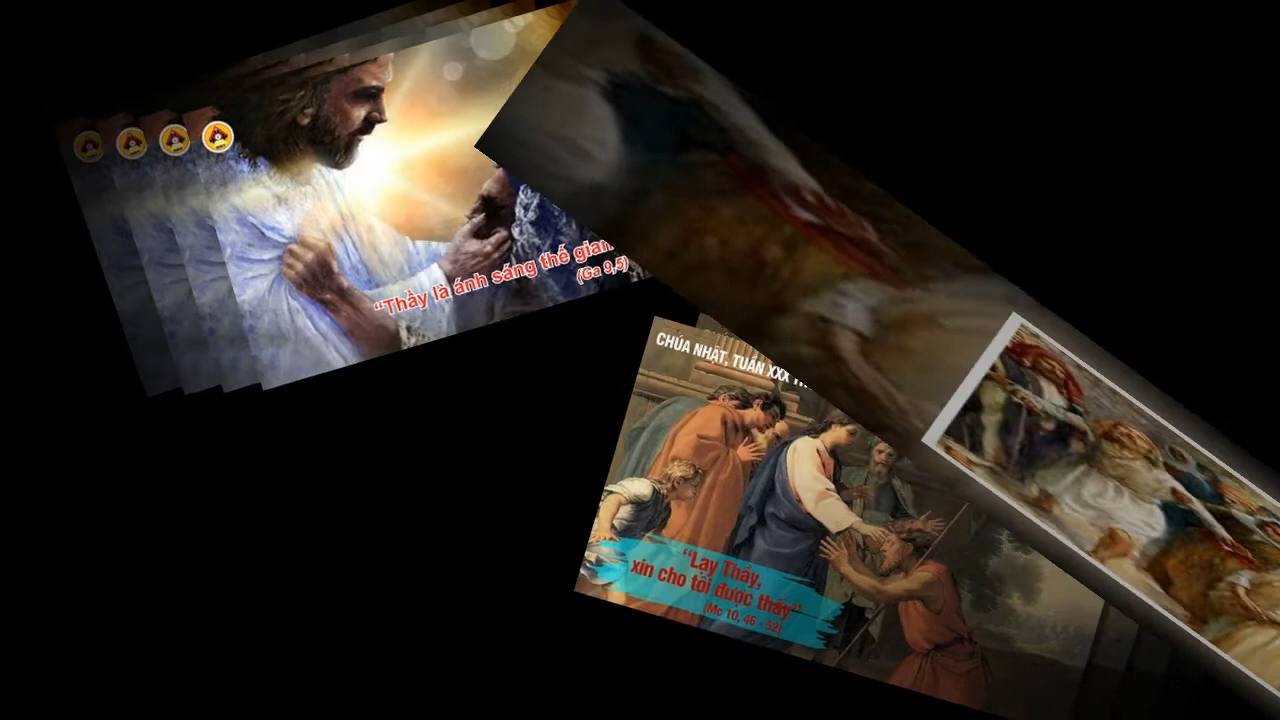 “Thầy là ánh sáng thế gian
(Ga 9,5)
CHÚA NHẬT, TUẦN XXX
“Lạy Thầy,
xin cho tôi được thấy”
(Mc 10, 46 - 52)